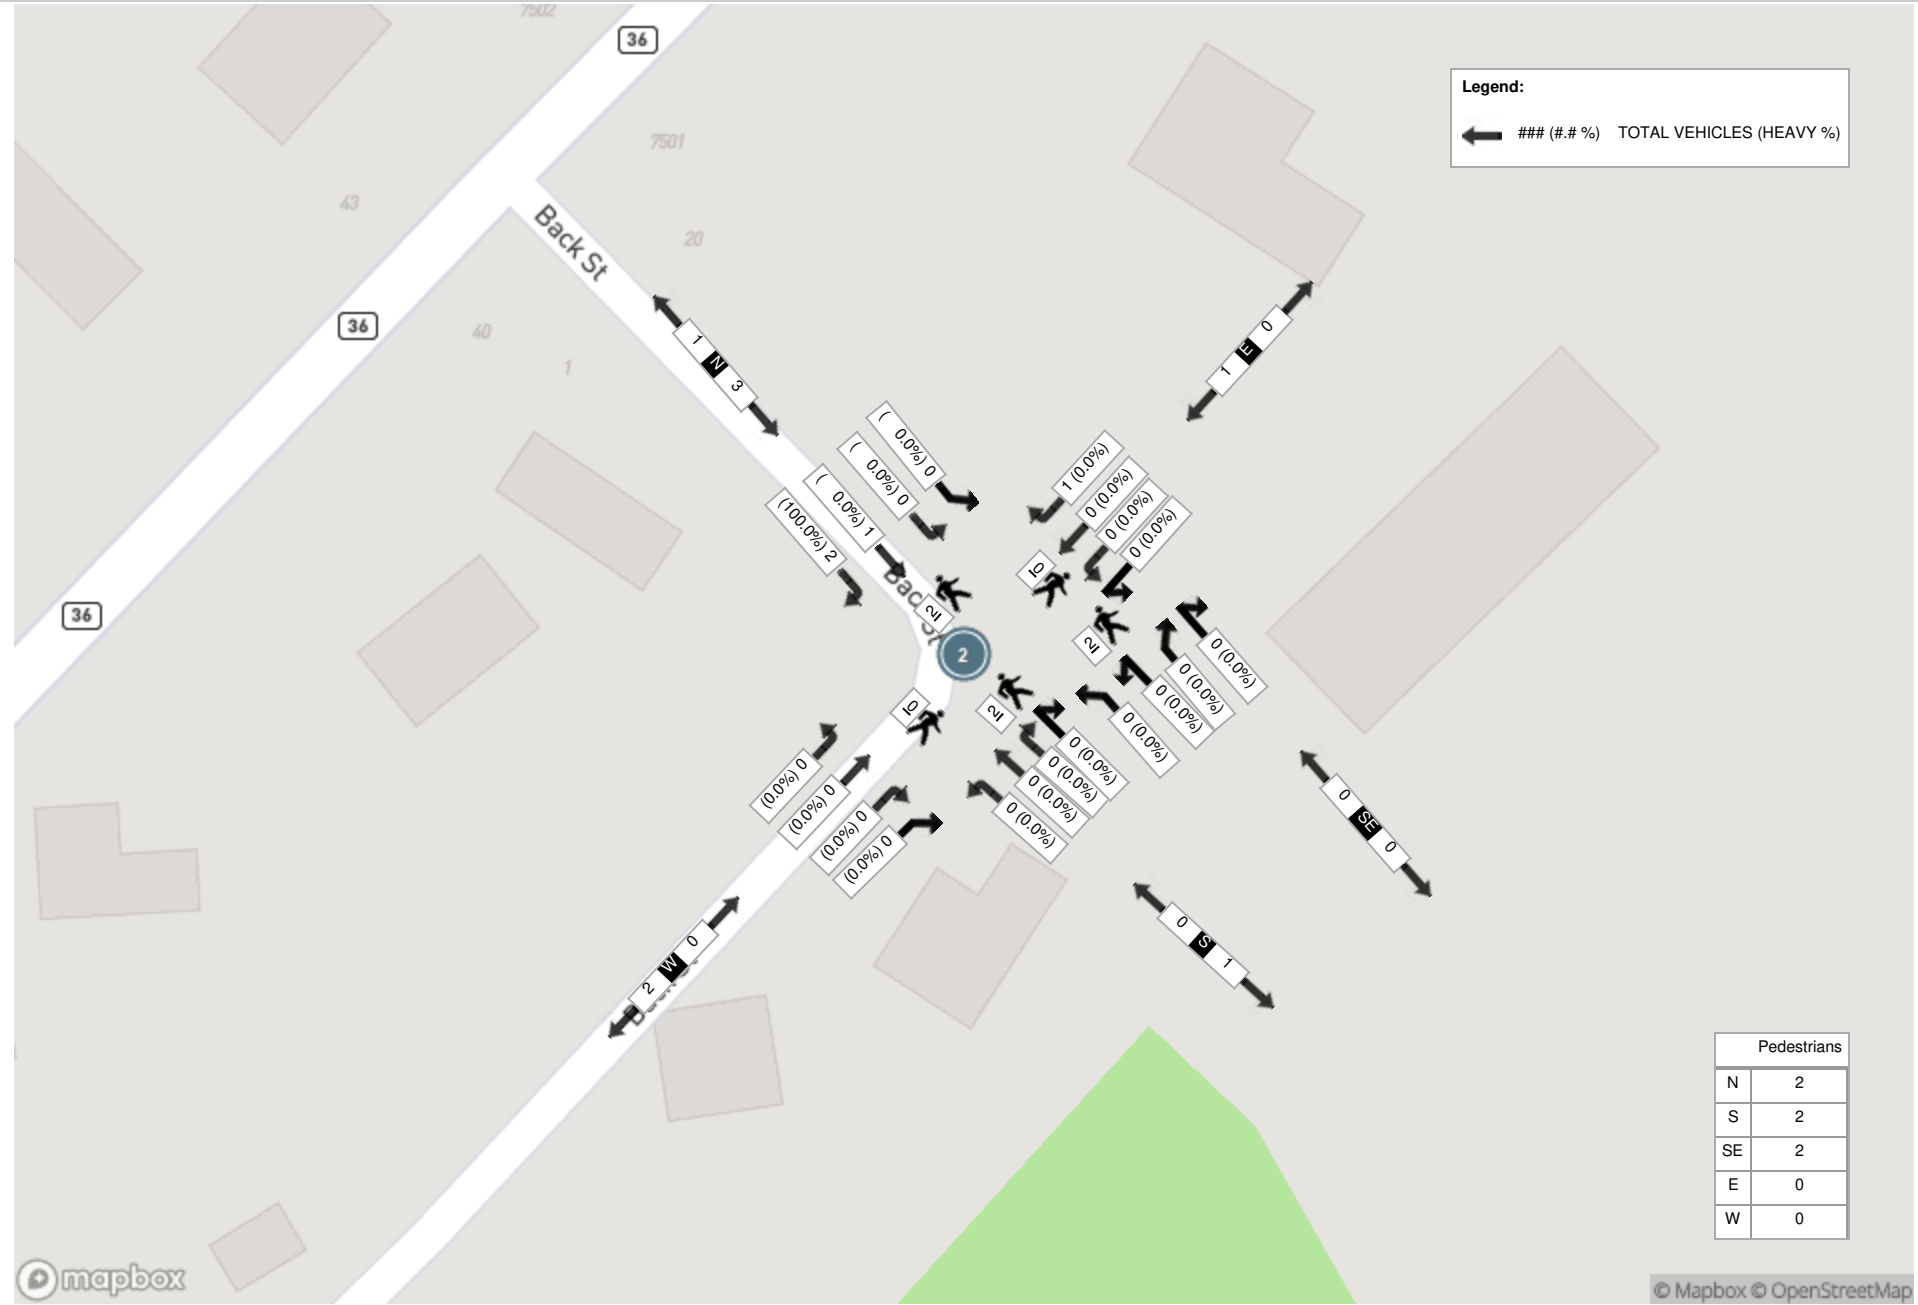 7502
36
Legend:
### (#.# %) TOTAL VEHICLES (HEAVY %)
7501
43
20
Back St
36
40
1
1 N 3
1 E 0
( 0.0%) 0
( 0.0%) 0
( 0.0%) 1
(100.0%) 2
1 (0.0%)
0 (0.0%)
0 (0.0%)
0 (0.0%)
0
2
2
Back St
36
2
0
2
0 (0.0%)
0 (0.0%)
0 (0.0%)
0 (0.0%)
0 (0.0%)
0 (0.0%)
0 (0.0%)
0 (0.0%)
(0.0%) 0
(0.0%) 0
(0.0%) 0
(0.0%) 0
0 SE 0
0 S 1
2 W 0
Pedestrians
N 2
S 2
SE 2
E 0
W 0
mapbox
© Mapbox © OpenStreetMap